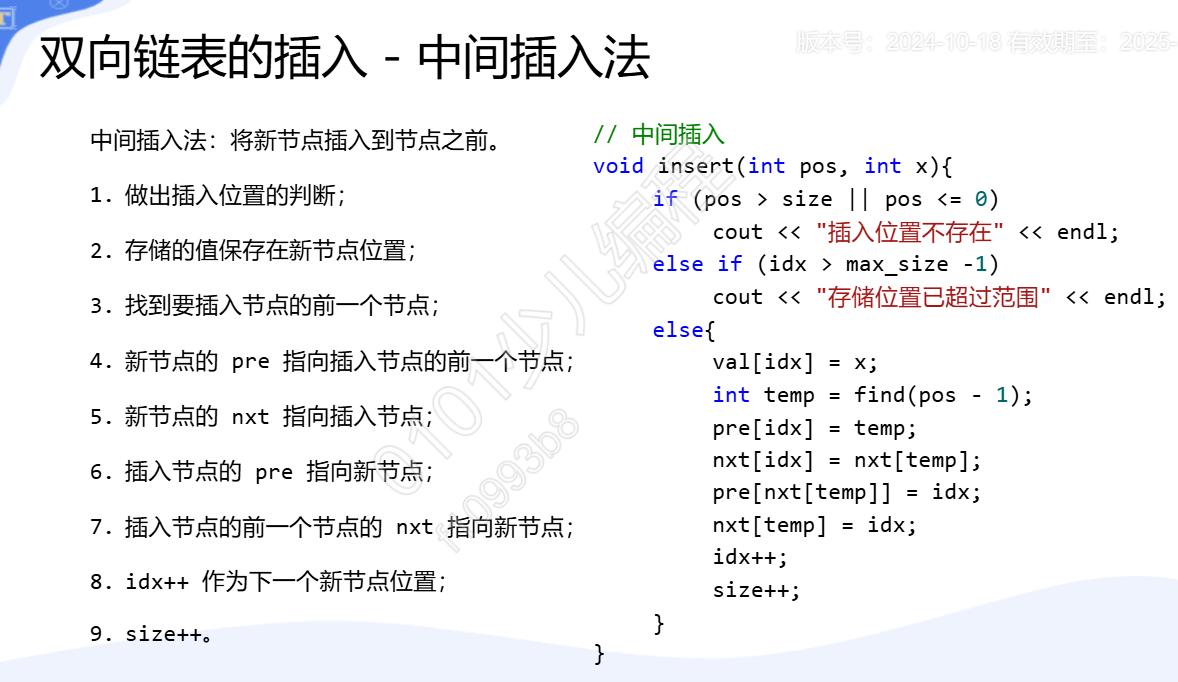 双向链表的插入 - 中间插入法
版本号：2024-10-18 有效期至：2025-
中间插入法：将新节点插入到节点之前。
1. 做出插入位置的判断；
2. 存储的值保存在新节点位置；
3. 找到要插入节点的前一个节点；
4. 新节点的 pre 指向插入节点的前一个节点；
5. 新节点的 nxt 指向插入节点；
6. 插入节点的 pre 指向新节点；
7. 插入节点的前一个节点的 nxt 指向新节点；
8. idx++ 作为下一个新节点位置；
9. size++。
// 中间插入
void insert(int pos, int x){
if (pos > size || pos <= 0)
cout << "插入位置不存在" << endl;
else if (idx > max_size -1)
cout << "存储位置已超过范围" << endl;
else{
val[idx] = x;
int temp = find(pos - 1);
pre[idx] = temp;
nxt[idx] = nxt[temp];
pre[nxt[temp]] = idx;
nxt[temp] = idx;
idx++;
size++;
}
}
0101少儿编程
f10993b8